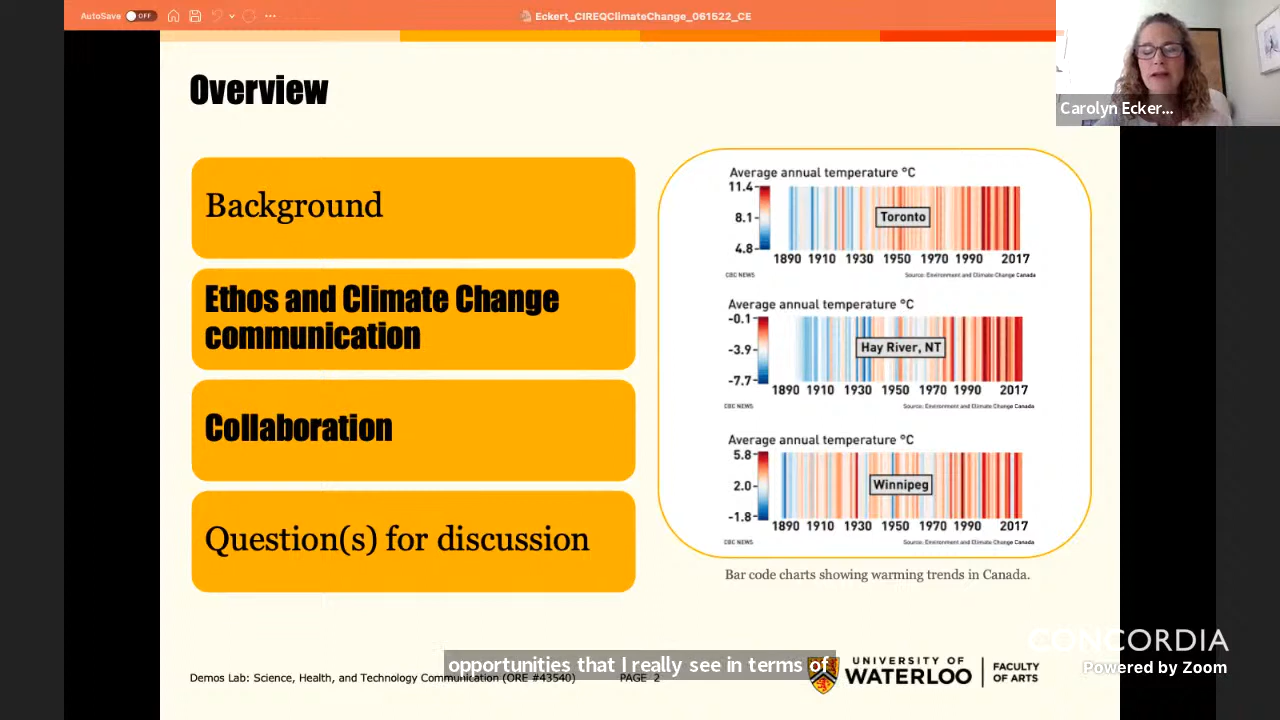 AutoSave OFF
Eckert_CIREQClimateChange_061522_CE
Carolyn Ecker...
Overview
Background
Ethos and Climate Change
communication
Collaboration
Question(s) for discussion
Average annual temperature °C
11.4
8.1
4.8
Toronto
1890 1910 1930 1950 1970 1990 2017
CBC NEWS Source: Environment and Climate Change Canada
Average annual temperature °C
-0.1
-3.9
-7.7
Hay River, NT
1890 1910 1930 1950 1970 1990 2017
CBC NEWS Source: Environment and Climate Change Canada
Average annual temperature °C
5.8
2.0
-1.8
Winnipeg
1890 1910 1930 1950 1970 1990 2017
CBC NEWS Source: Environment and Climate Change Canada
Bar code charts showing warming trends in Canada.
opportunities that I really see in terms of
Demos Lab: Science, Health, and Technology Communication (ORE #43540) PAGE 2
UNIVERSITY OF
WATERLOO
FACULTY
OF ARTS
CONCORDIA
Powered by Zoom